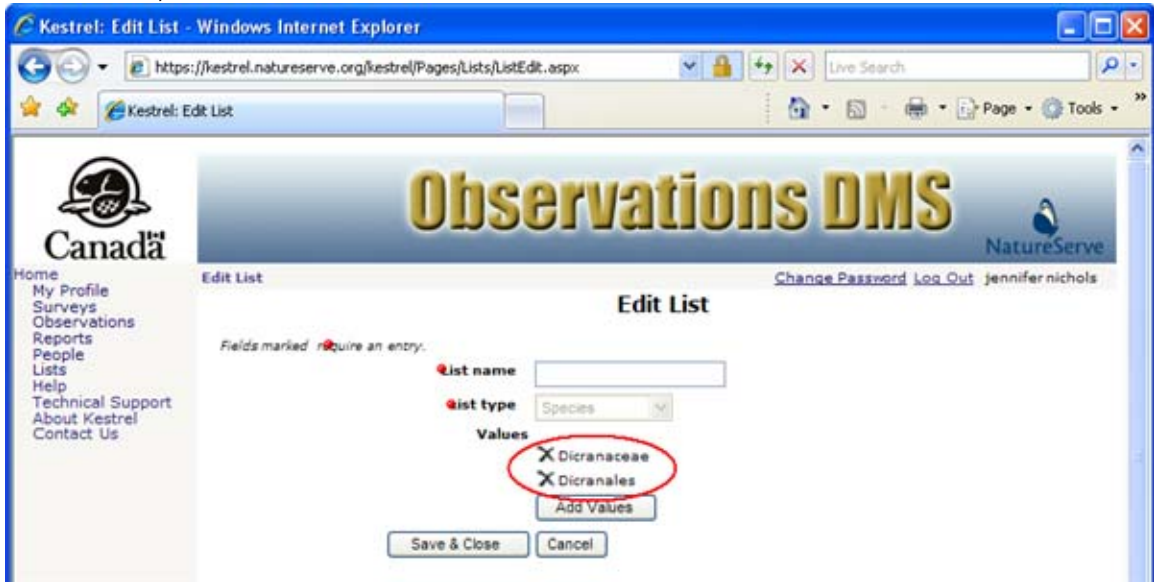 Kestrel: Edit List - Windows Internet Explorer
https://kestrel.natureserve.org/kestrel/Pages/Lists/ListEdit.aspx
Live Search
Kestrel: Edit List
Page
Tools
Observations DMS
Canada
NatureServe
Home
My Profile
Surveys
Observations
Reports
People
Lists
Help
Technical Support
About Kestrel
Contact Us
Edit List
Change Password Log Out jennifer nichols
Edit List
Fields marked require an entry.
List name
List type Species
Values
Dicranaceae
Dicranales
Add Values
Save & Close Cancel